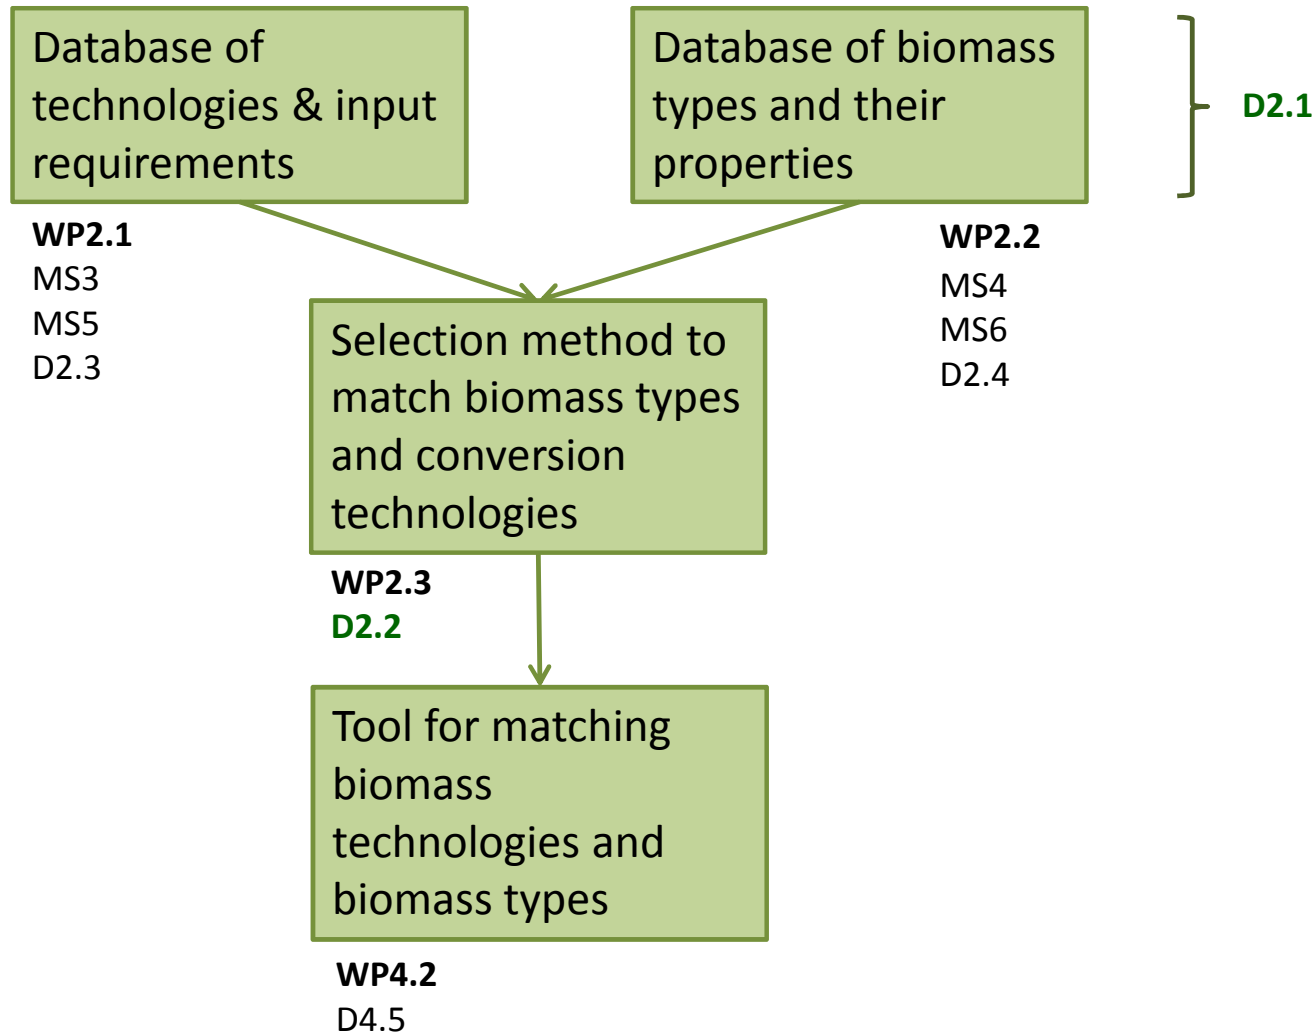 Database of
technologies & input
requirements
Database of biomass
types and their
properties
D2.1
WP2.1
MS3
MS5
D2.3
WP2.2
MS4
MS6
D2.4
Selection method to
match biomass types
and conversion
technologies
WP2.3
D2.2
Tool for matching
biomass
technologies and
biomass types
WP4.2
D4.5